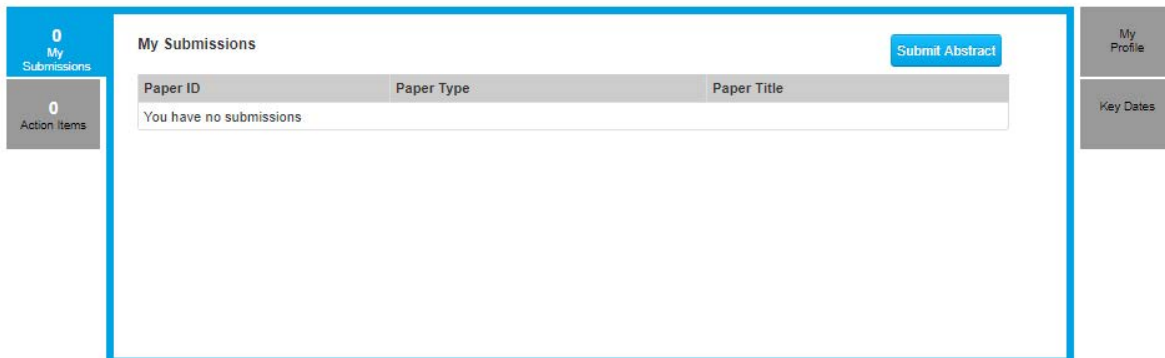 0
My
Submissions
0
Action Items
My Submissions
Submit Abstract
Paper ID Paper Type Paper Title
You have no submissions
My
Profile
Key Dates